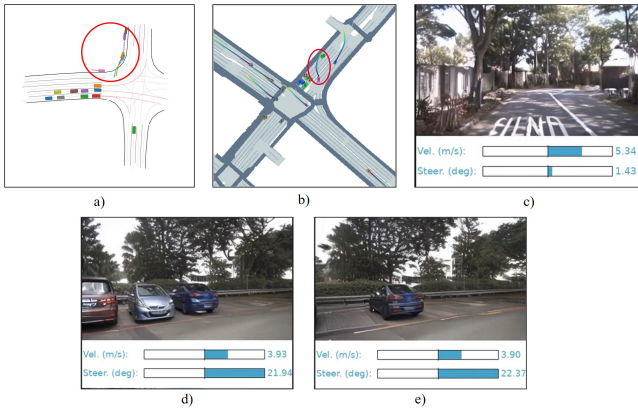 a)
b)
Vel. (m/s): 5.34
Steer. (deg): 1.43
c)
Vel. (m/s): 3.93
Steer. (deg): 21.94
d)
Vel. (m/s): 3.90
Steer. (deg): 22.37
e)